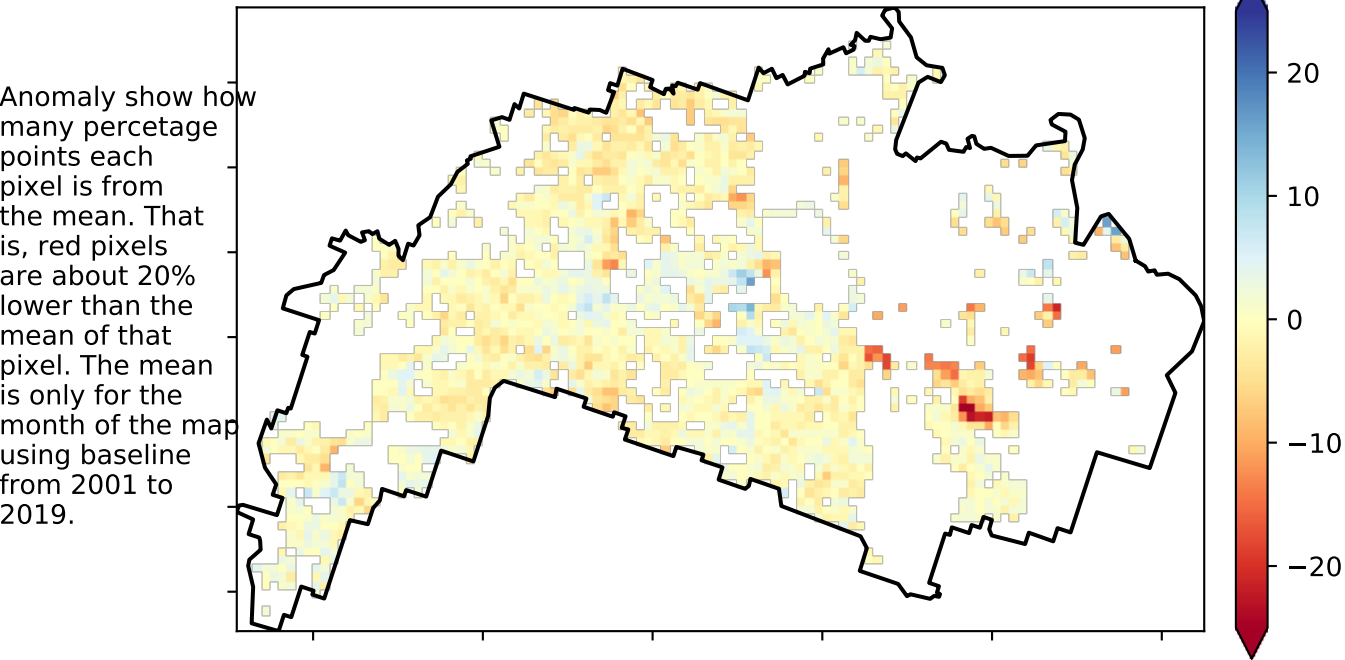 Anomaly show how
many percetage
points each
pixel is from
the mean. That
is, red pixels
are about 20%
lower than the
mean of that
pixel. The mean
is only for the
month of the map
using baseline
from 2001 to
2019.
20
10
0
−10
−20